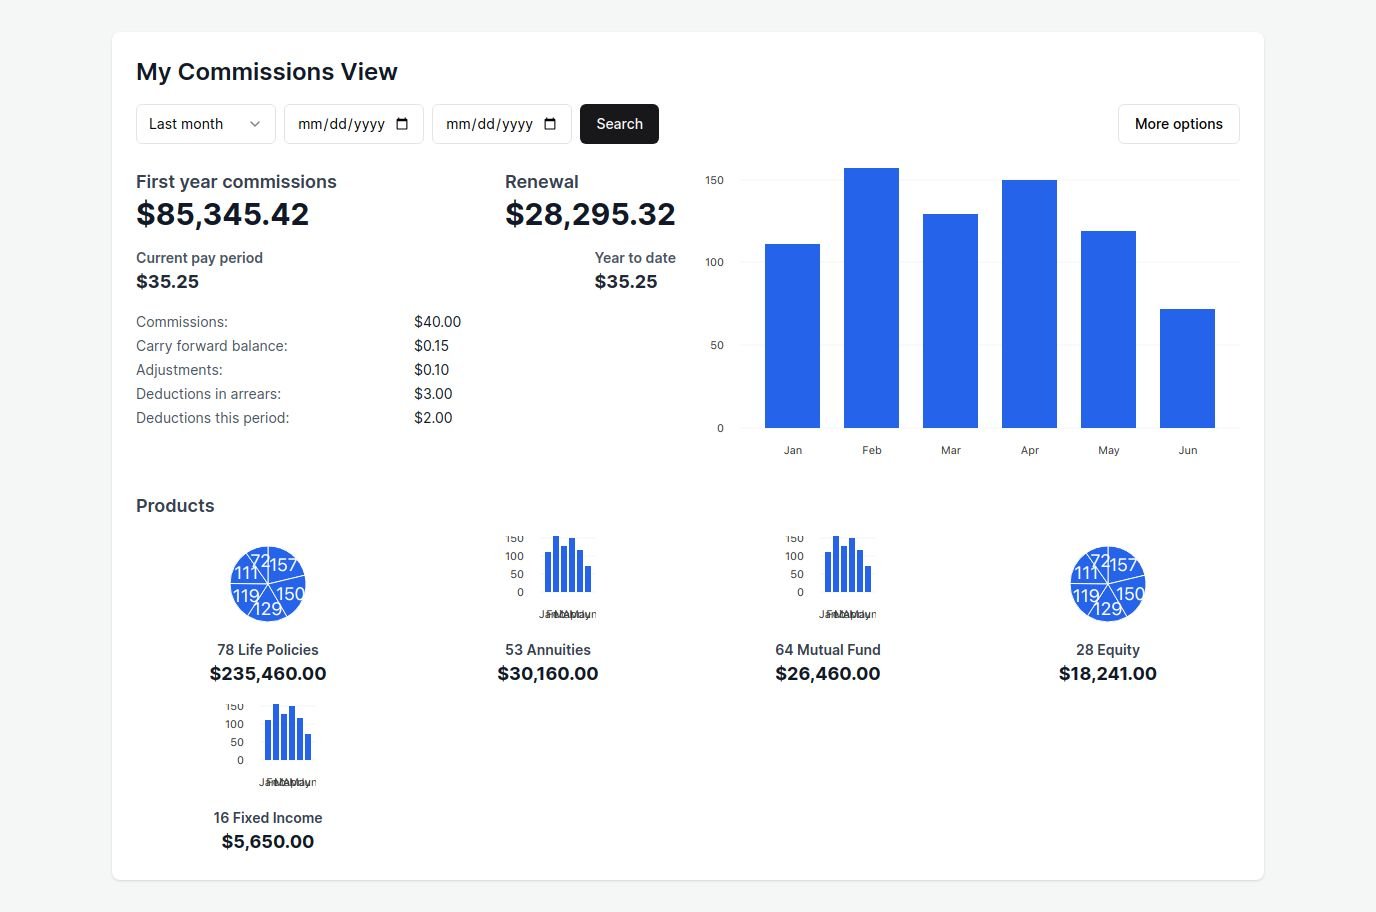 My Commissions View
Last month
mm/dd/yyyy
mm/dd/yyyy
Search
More options
First year commissions
$85,345.42
Renewal
$28,295.32
Current pay period
$35.25
Year to date
$35.25
Commissions: $40.00
Carry forward balance: $0.15
Adjustments: $0.10
Deductions in arrears: $3.00
Deductions this period: $2.00
150
100
50
0
Jan Feb Mar Apr May Jun
Products
72 157
111 150
119 129
78 Life Policies
$235,460.00
150
100
50
0
53 Annuities
$30,160.00
150
100
50
0
64 Mutual Fund
$26,460.00
72 157
111 150
119 129
28 Equity
$18,241.00
150
100
50
0
16 Fixed Income
$5,650.00